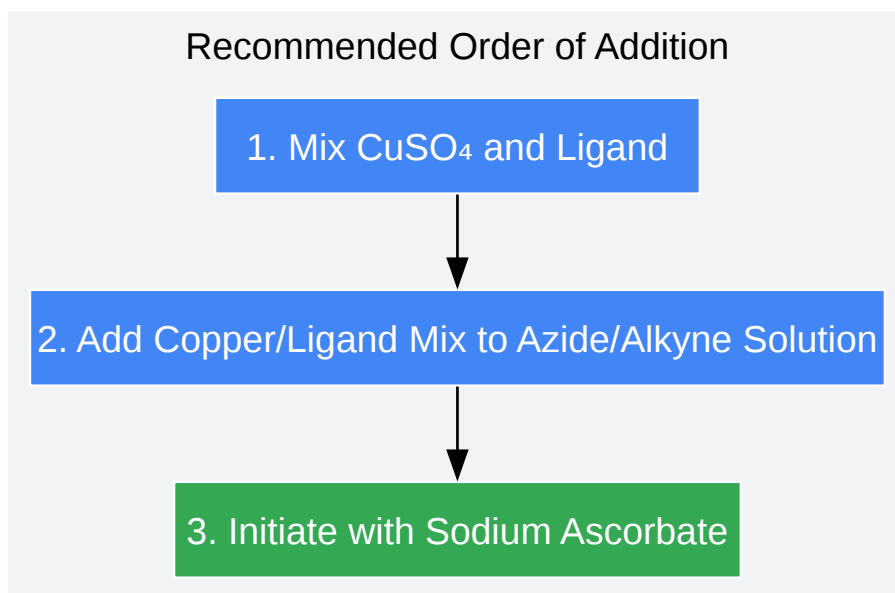 Recommended Order of Addition
1. Mix CuSO₄ and Ligand
2. Add Copper/Ligand Mix to Azide/Alkyne Solution
3. Initiate with Sodium Ascorbate